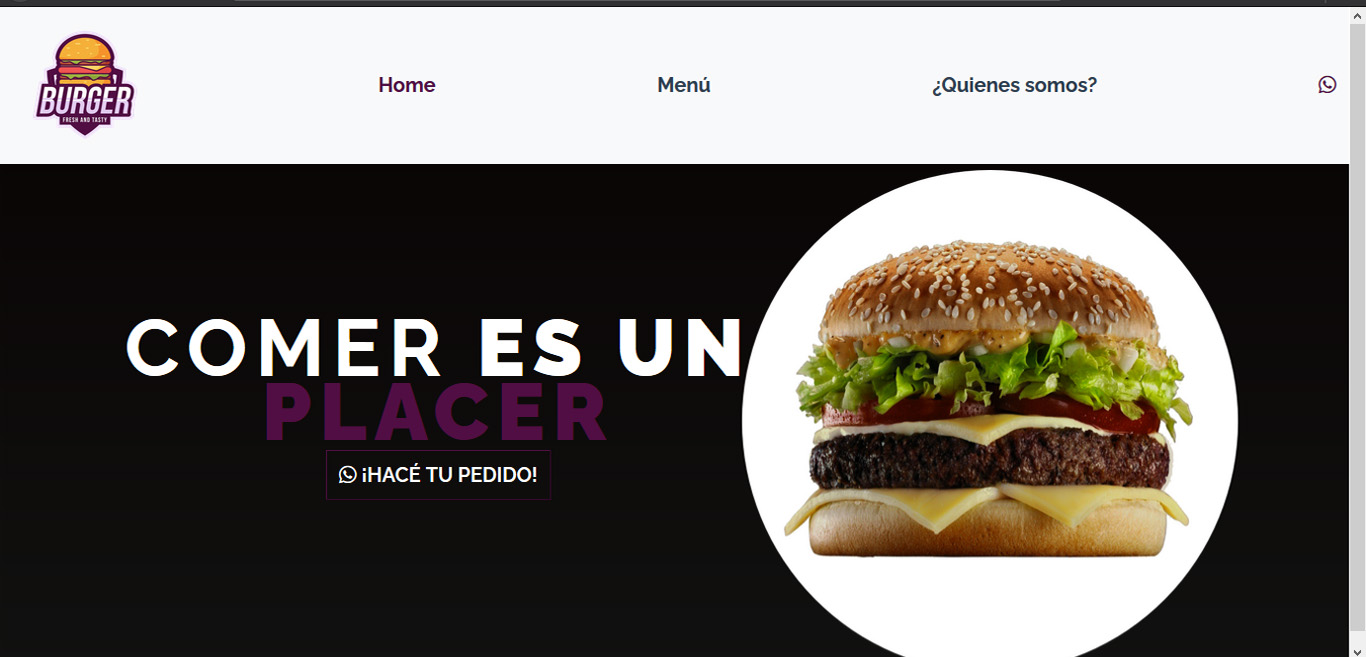 BURGER
FRESH AND TASTY
Home
Menú
¿Quienes somos?
COMER ES UN
PLACER
¡HACÉ TU PEDIDO!